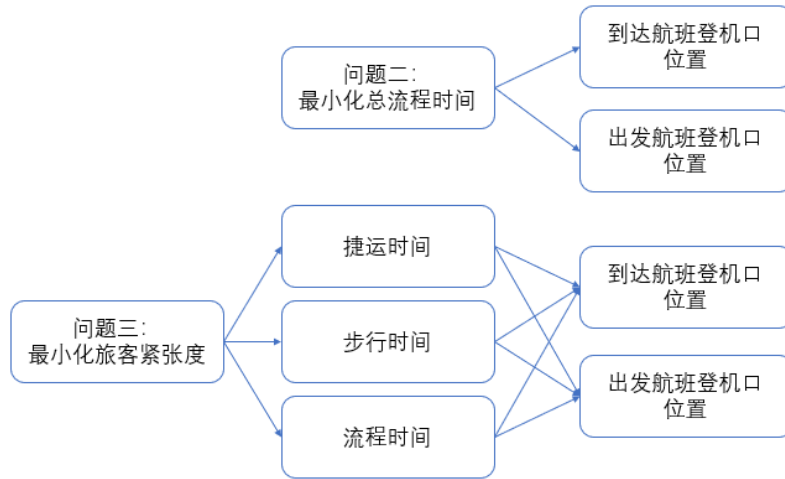 问题二：
最小化总流程时间
到达航班登机口
位置
出发航班登机口
位置
问题三：
最小化旅客紧张度
捷运时间
步行时间
流程时间
到达航班登机口
位置
出发航班登机口
位置